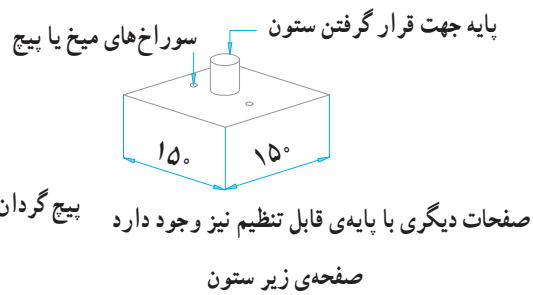 پایه جهت قرار گرفتن ستون
سوراخ‌های میخ یا پیچ
۱۵۰
۱۵۰
پیچ گردان
صفحات دیگری با پایه‌ی قابل تنظیم نیز وجود دارد
صفحه‌ی زیر ستون